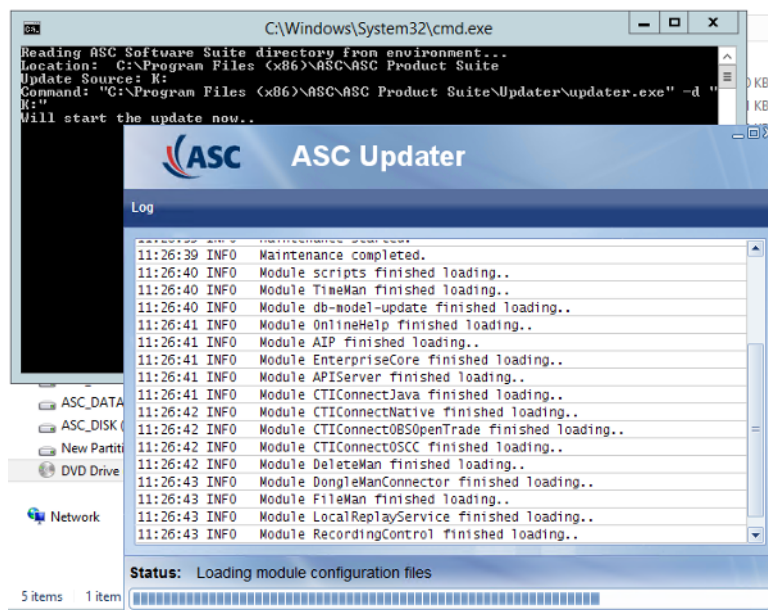 C:\Windows\System32\cmd.exe
Reading ASC Software Suite directory from environment...
Location:  C:\Program Files (x86)\ASC\ASC Product Suite
Update Source: K:
Command: "C:\Program Files (x86)\ASC\ASC Product Suite\Updater\updater.exe" -d "
K:"
Will start the update now..
KB
KB
ASC
ASC Updater
Log
11:26:39 INFO Maintenance completed.
11:26:40 INFO Module scripts finished loading..
11:26:40 INFO Module TimeMan finished loading..
11:26:40 INFO Module db-model-update finished loading..
11:26:41 INFO Module OnlineHelp finished loading..
11:26:41 INFO Module AIP finished loading..
11:26:41 INFO Module EnterpriseCore finished loading..
11:26:41 INFO Module APIServer finished loading..
11:26:41 INFO Module CTIConnectJava finished loading..
11:26:42 INFO Module CTIConnectNative finished loading..
11:26:42 INFO Module CTIConnectOBSOpenTrade finished loading..
11:26:42 INFO Module CTIConnectOSCC finished loading..
11:26:42 INFO Module DeleteMan finished loading..
11:26:43 INFO Module DongleManConnector finished loading..
11:26:43 INFO Module FileMan finished loading..
11:26:43 INFO Module LocalReplayService finished loading..
11:26:43 INFO Module RecordingControl finished loading..
ASC_DATA
ASC_DISK (
New Partiti
DVD Drive
Network
Status: Loading module configuration files
5 items 1 item